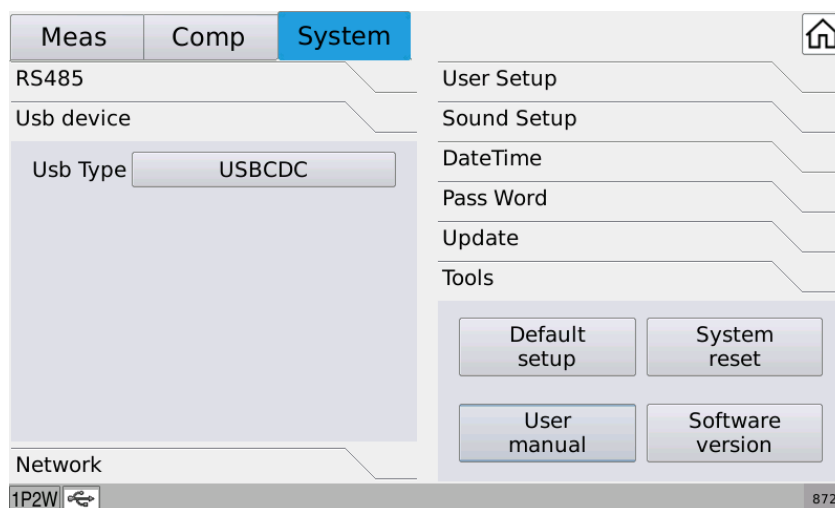 Meas
Comp
System
RS485
Usb device
Usb Type
USBCDC
Network
User Setup
Sound Setup
DateTime
Pass Word
Update
Tools
Default
setup
System
reset
User
manual
Software
version
1P2W
872